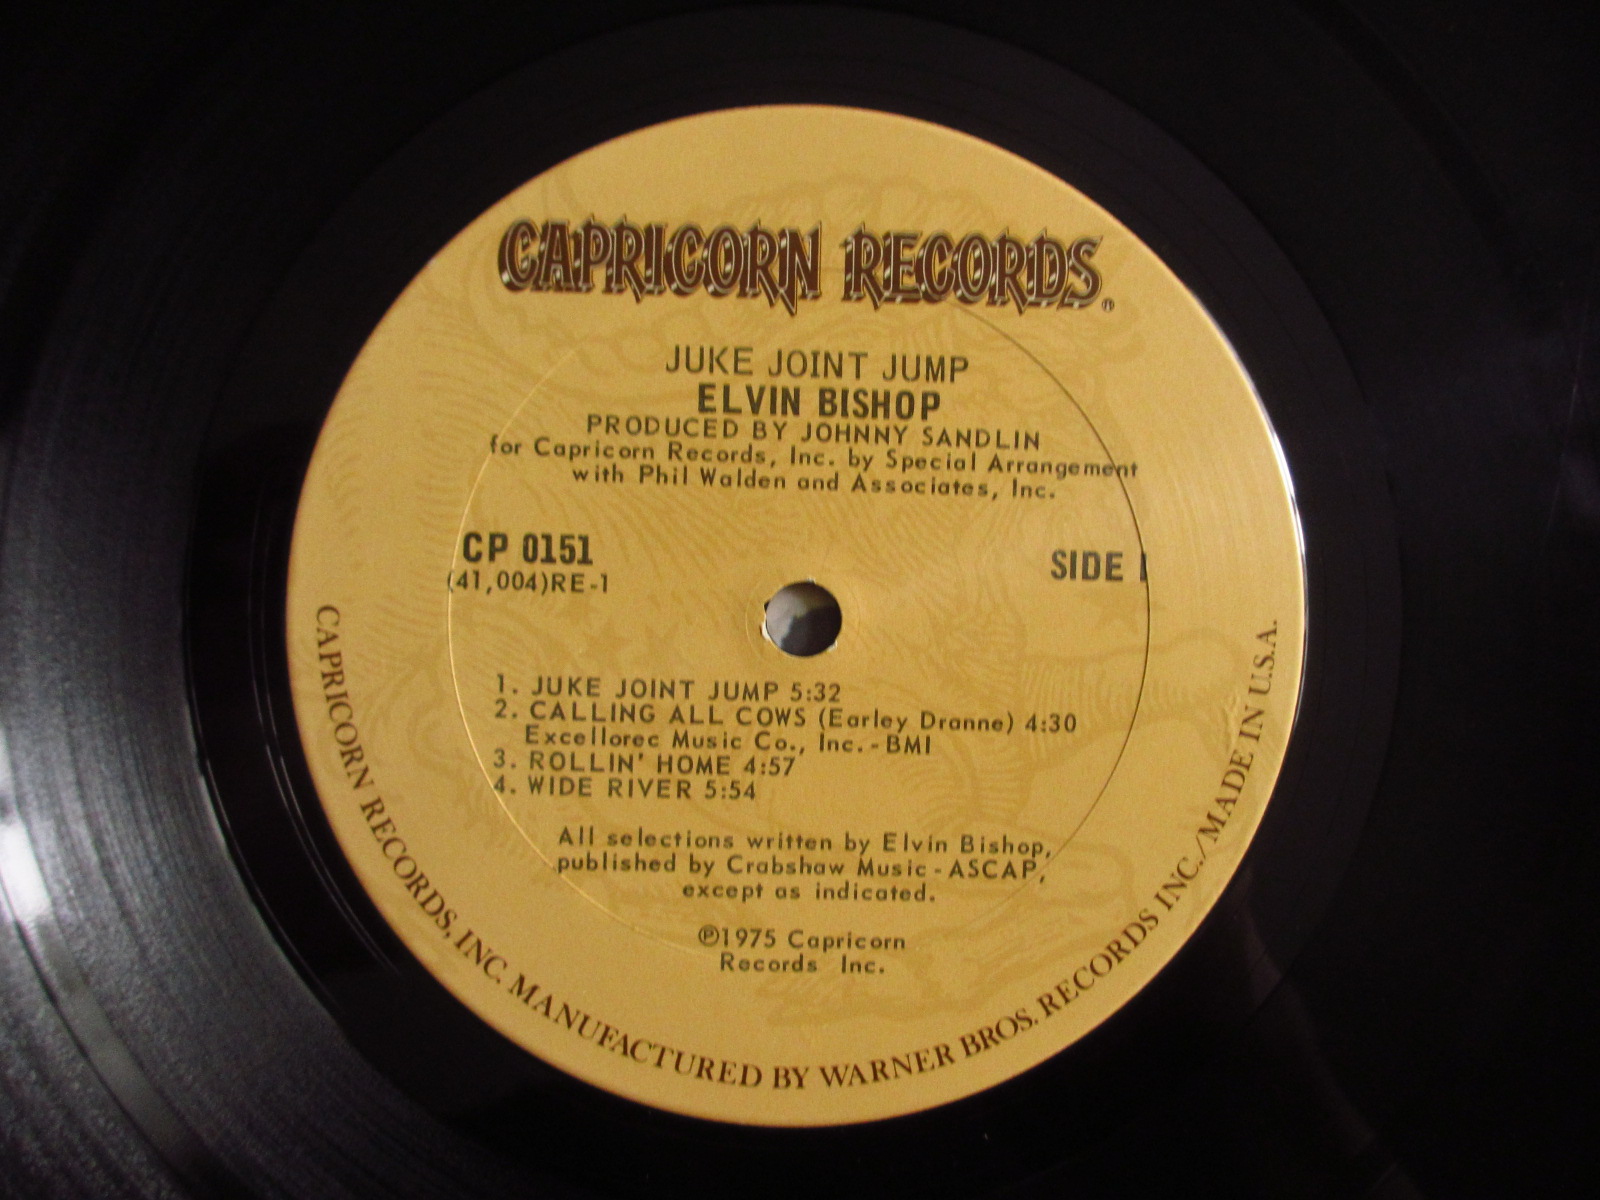 CAPRICORN RECORDS®
JUKE JOINT JUMP
ELVIN BISHOP
PRODUCED BY JOHNNY SANDLIN
for Capricorn Records, Inc. by Special Arrangement
with Phil Walden and Associates, Inc.
CP 0151
(41,004)RE-1
SIDE 1
1. JUKE JOINT JUMP 5:32
2. CALLING ALL COWS (Earley Dranne) 4:30
Excellorec Music Co., Inc.-BMI
3. ROLLIN' HOME 4:57
4. WIDE RIVER 5:54
All selections written by Elvin Bishop,
published by Crabshaw Music-ASCAP,
except as indicated.
℗1975 Capricorn
Records Inc.
CAPRICORN RECORDS, INC. MANUFACTURED BY WARNER BROS. RECORDS INC./MADE IN U.S.A.